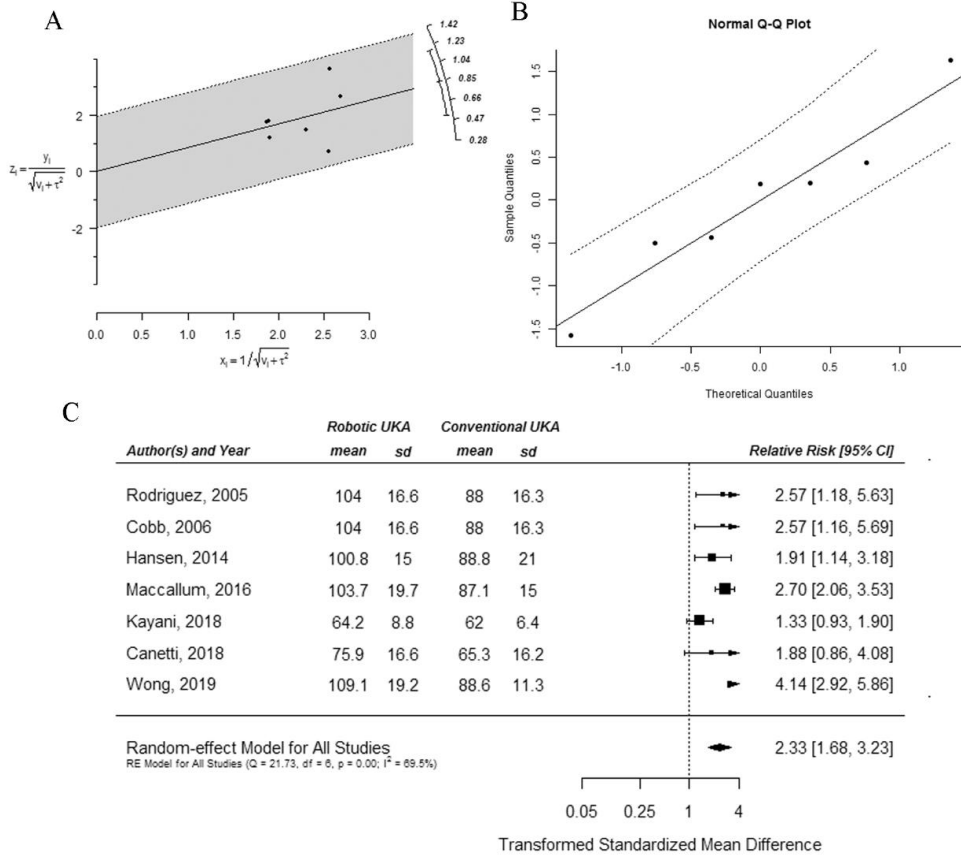 A
1.42
1.23
1.04
0.85
0.66
0.47
0.28
2
0
-2
z_i = y_i / √(v_i + τ²)
0.0 0.5 1.0 1.5 2.0 2.5 3.0
x_i = 1/√(v_i + τ²)
B
Normal Q-Q Plot
Sample Quantiles
1.5
1.0
0.5
0.0
-0.5
-1.0
-1.5
-1.0 -0.5 0.0 0.5 1.0
Theoretical Quantiles
C
Robotic UKA Conventional UKA
Author(s) and Year mean sd mean sd Relative Risk [95% CI]
Rodriguez, 2005 104 16.6 88 16.3 2.57 [1.18, 5.63]
Cobb, 2006 104 16.6 88 16.3 2.57 [1.16, 5.69]
Hansen, 2014 100.8 15 88.8 21 1.91 [1.14, 3.18]
Maccallum, 2016 103.7 19.7 87.1 15 2.70 [2.06, 3.53]
Kayani, 2018 64.2 8.8 62 6.4 1.33 [0.93, 1.90]
Canetti, 2018 75.9 16.6 65.3 16.2 1.88 [0.86, 4.08]
Wong, 2019 109.1 19.2 88.6 11.3 4.14 [2.92, 5.86]
Random-effect Model for All Studies 2.33 [1.68, 3.23]
RE Model for All Studies (Q = 21.73, df = 6, p = 0.00; I² = 69.5%)
0.05 0.25 1 4
Transformed Standardized Mean Difference